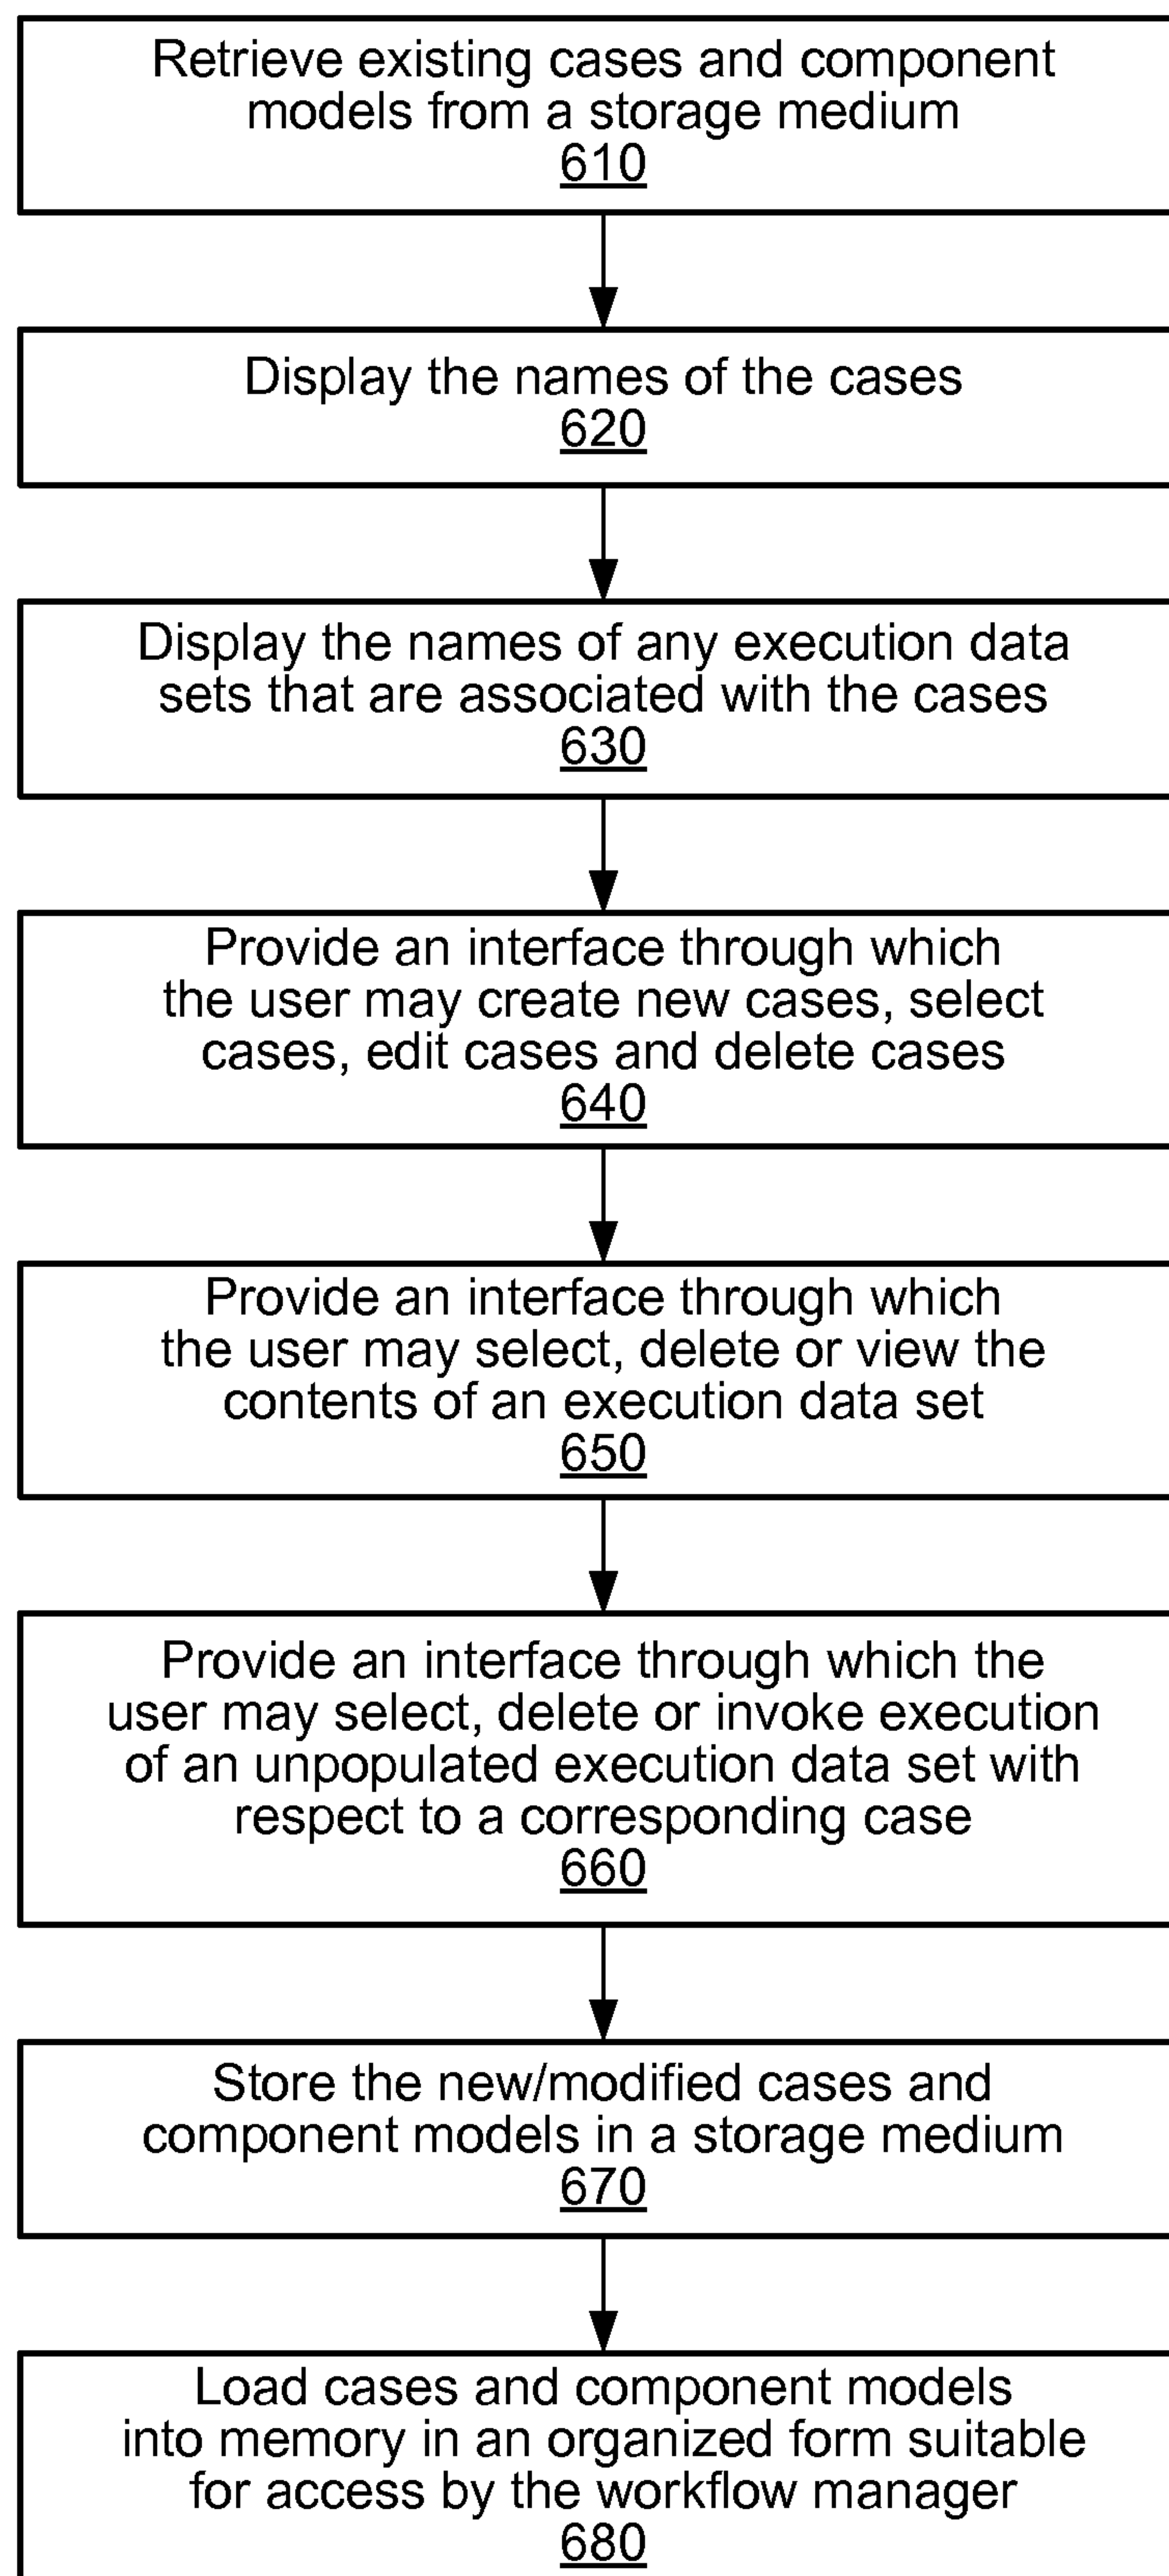 Retrieve existing cases and component
models from a storage medium
610
Display the names of the cases
620
Display the names of any execution data
sets that are associated with the cases
630
Provide an interface through which
the user may create new cases, select
cases, edit cases and delete cases
640
Provide an interface through which
the user may select, delete or view the
contents of an execution data set
650
Provide an interface through which the
user may select, delete or invoke execution
of an unpopulated execution data set with
respect to a corresponding case
660
Store the new/modified cases and
component models in a storage medium
670
Load cases and component models
into memory in an organized form suitable
for access by the workflow manager
680